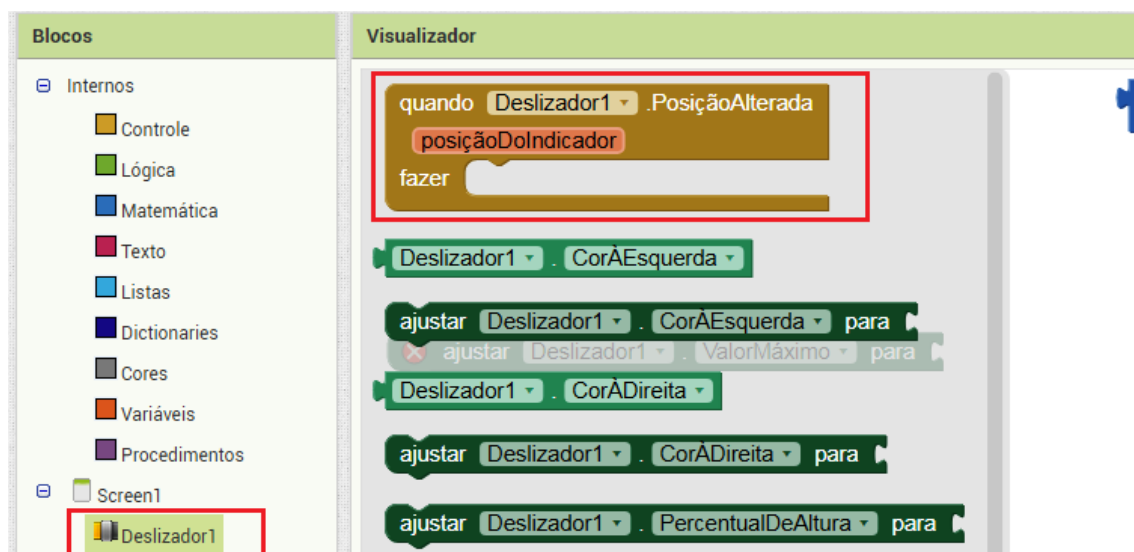 Blocos
Visualizador
Internos
Controle
Lógica
Matemática
Texto
Listas
Dictionaries
Cores
Variáveis
Procedimentos
Screen1
Deslizador1
quando Deslizador1 .PosiçãoAlterada
posiçãoDoIndicador
fazer
Deslizador1 . CorÀEsquerda
ajustar Deslizador1 . CorÀEsquerda para
ajustar Deslizador1 . ValorMáximo para
Deslizador1 . CorÀDireita
ajustar Deslizador1 . CorÀDireita para
ajustar Deslizador1 . PercentualDeAltura para